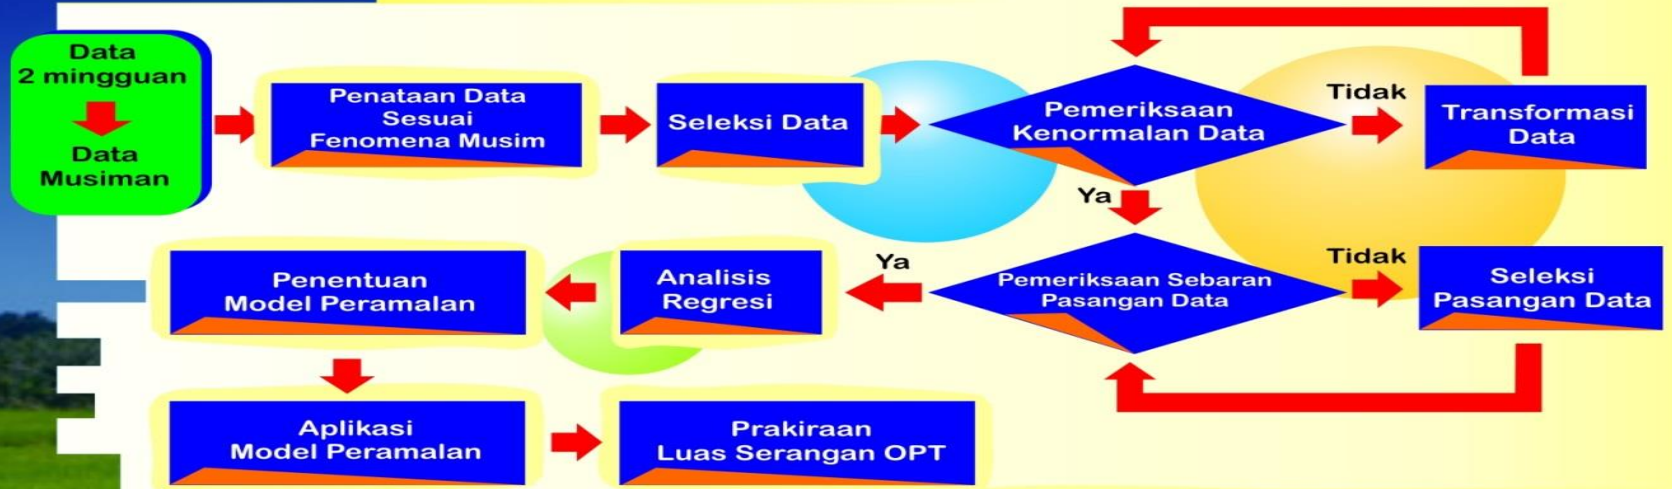 Data
2 mingguan
Data
Musiman
Penataan Data
Sesuai
Fenomena Musim
Seleksi Data
Pemeriksaan
Kenormalan Data
Tidak
Transformasi
Data
Ya
Pemeriksaan Sebaran
Pasangan Data
Tidak
Seleksi
Pasangan Data
Ya
Analisis
Regresi
Penentuan
Model Peramalan
Aplikasi
Model Peramalan
Prakiraan
Luas Serangan OPT